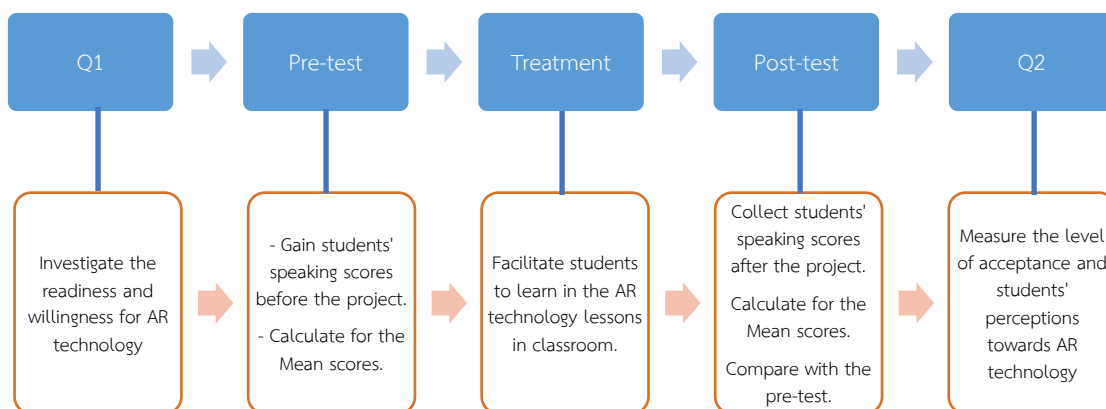 Q1
Pre-test
Treatment
Post-test
Q2
Investigate the
readiness and
willingness for AR
technology
- Gain students'
speaking scores
before the project.
- Calculate for the
Mean scores.
Facilitate students
to learn in the AR
technology lessons
in classroom.
Collect students'
speaking scores
after the project.
Calculate for the
Mean scores.
Compare with the
pre-test.
Measure the level
of acceptance and
students'
perceptions
towards AR
technology